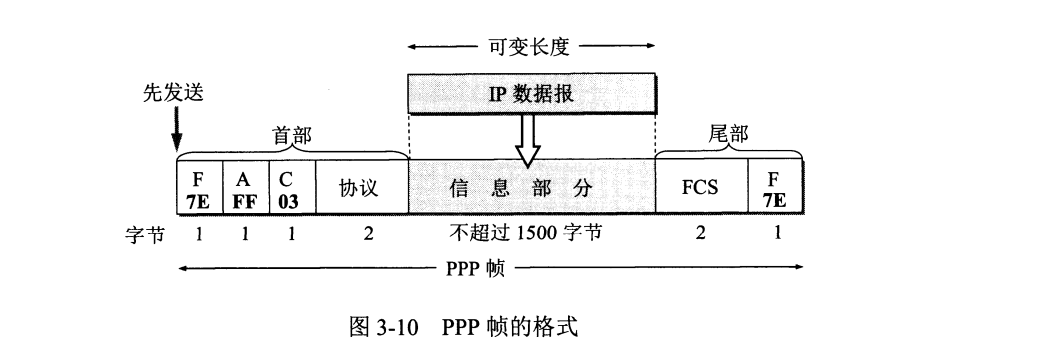 可变长度
IP 数据报
先发送
首部
尾部
F A C
7E FF 03 协议 信息部分 FCS F 7E
字节 1 1 1 2 不超过 1500 字节 2 1
PPP 帧
图 3-10 PPP 帧的格式